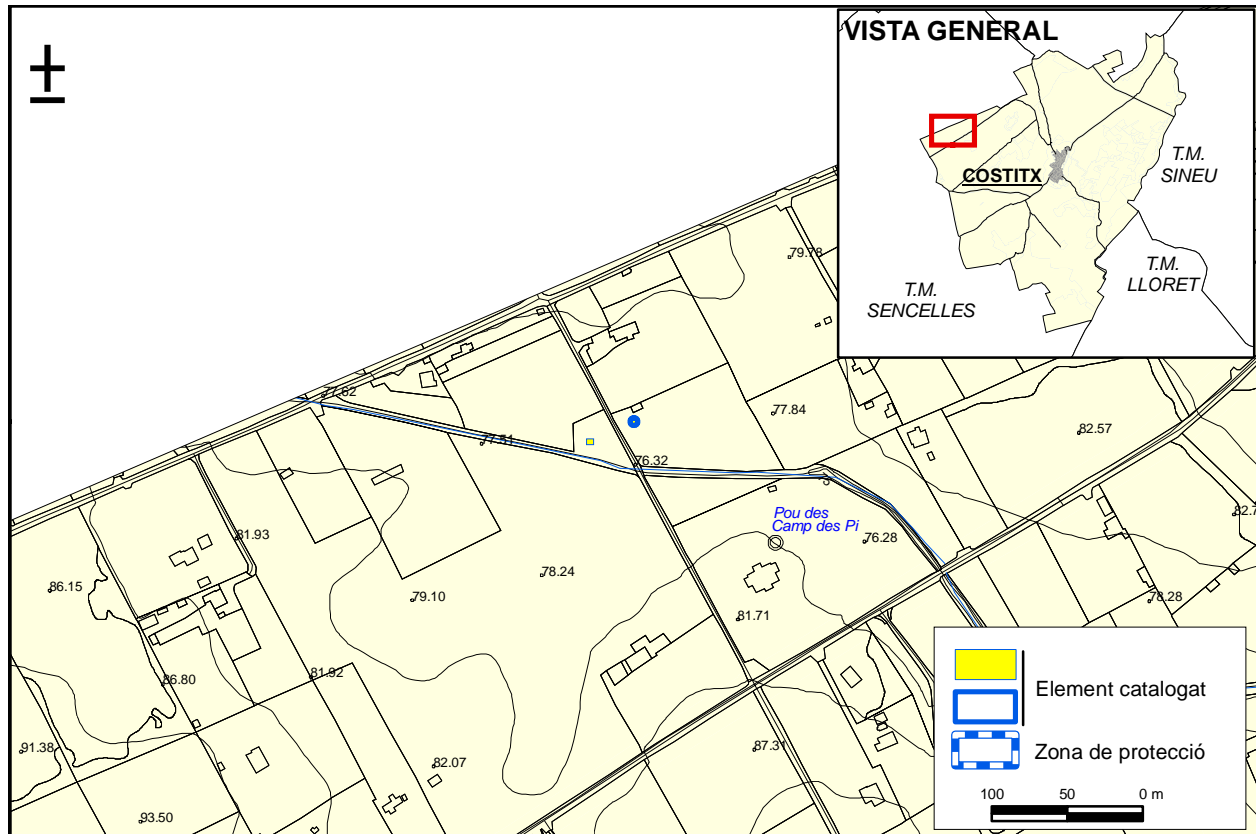 VISTA GENERAL
COSTITX
T.M.
SINEU
T.M.
LLORET
T.M.
SENCELLES
79.78
77.62
77.84
82.57
77.51
76.32
Pou des
Camp des Pi
76.28
81.93
86.15
78.24
79.10
78.28
81.71
81.92
86.80
87.31
91.38
82.07
93.50
Element catalogat
Zona de protecció
100 50 0 m